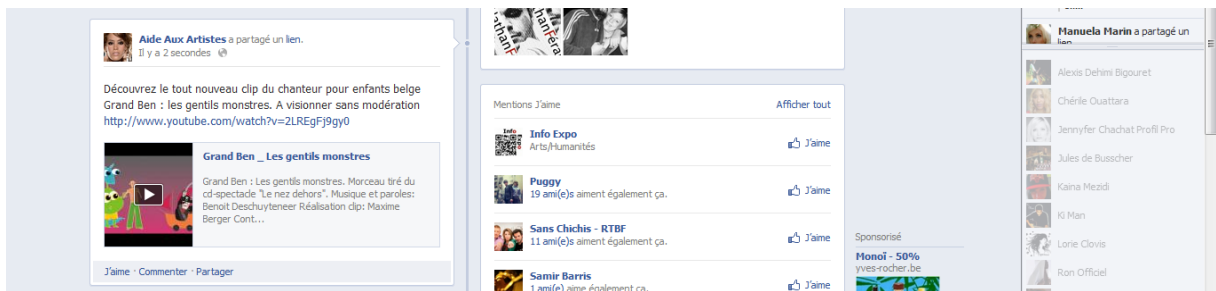 Aide Aux Artistes a partagé un lien.
Il y a 2 secondes
Découvrez le tout nouveau clip du chanteur pour enfants belge
Grand Ben : les gentils monstres. A visionner sans modération
http://www.youtube.com/watch?v=2LREgFj9gy0
Grand Ben _ Les gentils monstres
Grand Ben : Les gentils monstres. Morceau tiré du
cd-spectacle "Le nez dehors". Musique et paroles:
Benoit Deschuyteneer Réalisation clip: Maxime
Berger Cont...
J'aime · Commenter · Partager
Mentions J'aime
Afficher tout
Info
Info Expo
Arts/Humanités
J'aime
Puggy
19 ami(e)s aiment également ça.
J'aime
Sans Chichis - RTBF
11 ami(e)s aiment également ça.
J'aime
Samir Barris
1 ami(e) aime également ça.
J'aime
Sponsorisé
Monoï - 50%
yves-rocher.be
Manuela Marin a partagé un
lien
Alexis Dehimi Bigouret
Chérile Ouattara
Jennyfer Chachat Profil Pro
Jules de Busscher
Kaina Mezidi
Ki Man
Lorie Clovis
Ron Officiel